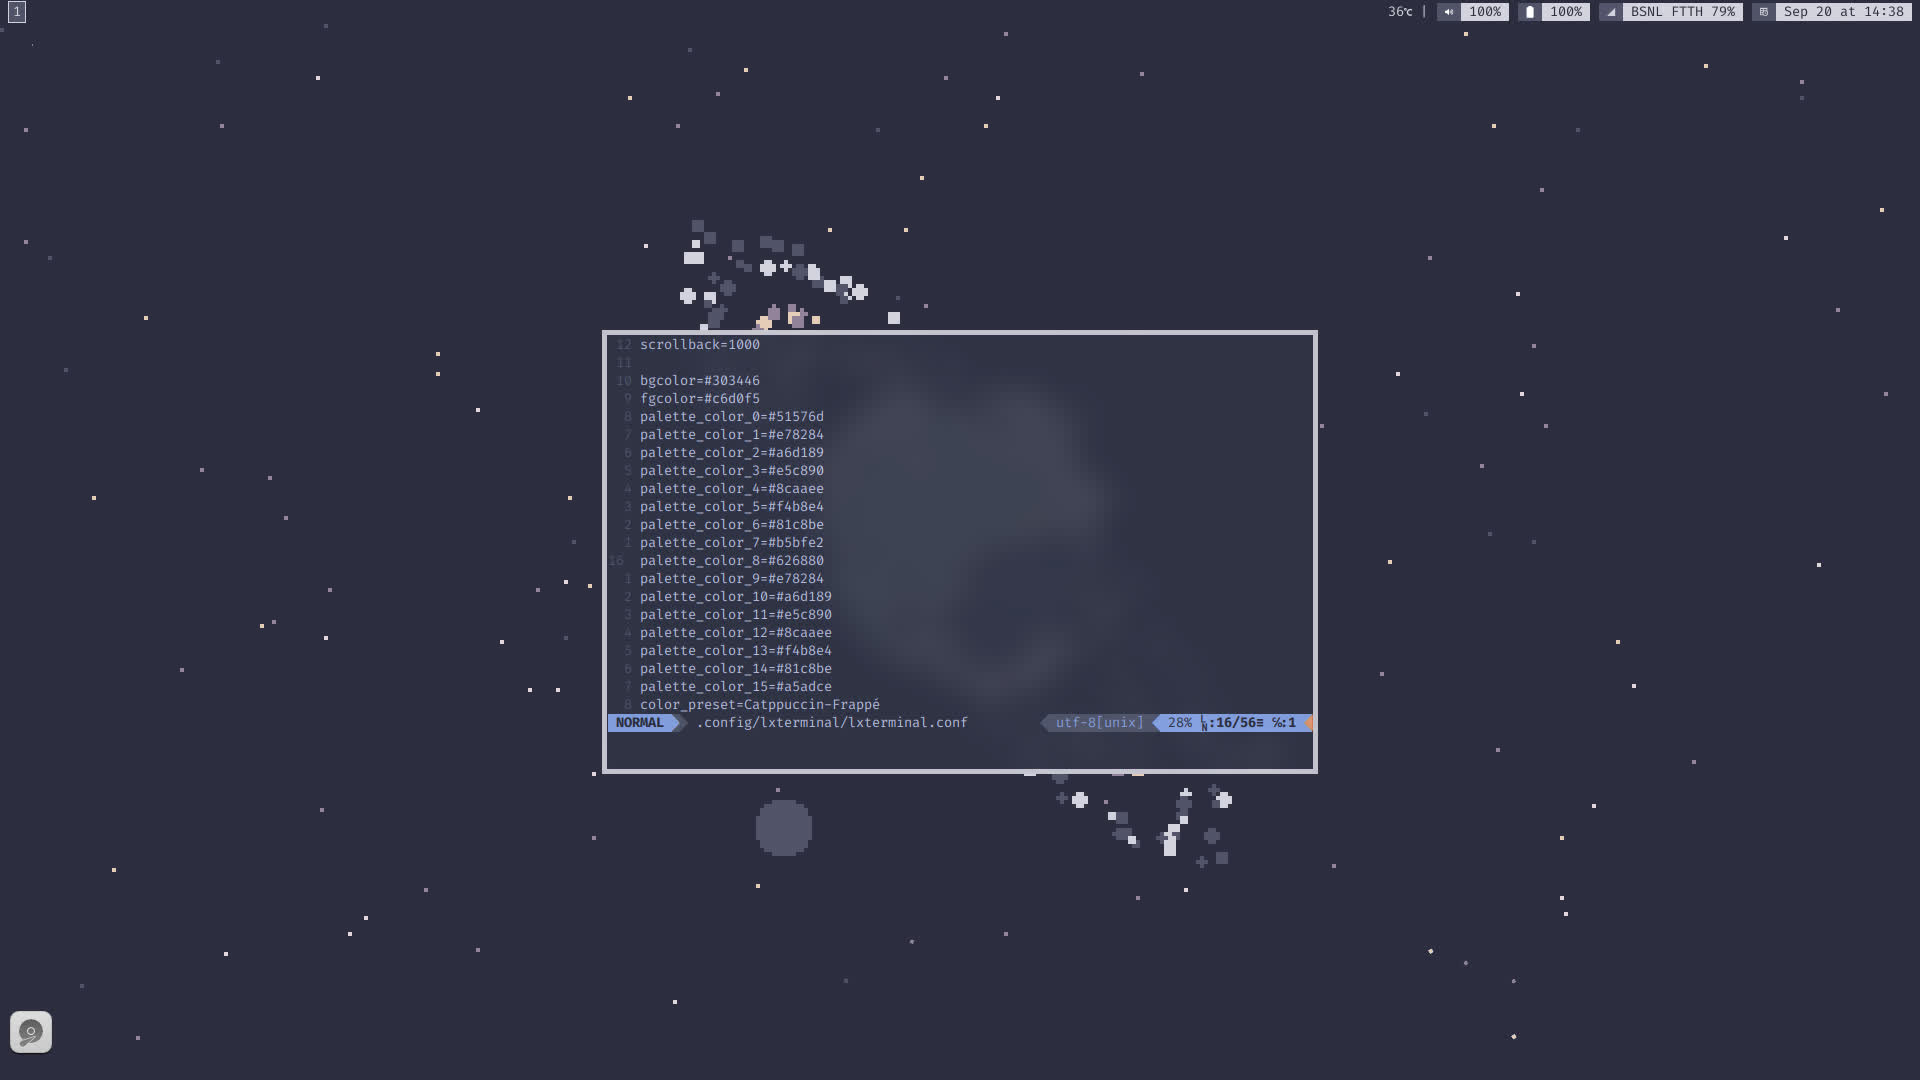 1
36℃ | 100% 100% BSNL FTTH 79% Sep 20 at 14:38
12 scrollback=1000
11
10 bgcolor=#303446
9 fgcolor=#c6d0f5
8 palette_color_0=#51576d
7 palette_color_1=#e78284
6 palette_color_2=#a6d189
5 palette_color_3=#e5c890
4 palette_color_4=#8caaee
3 palette_color_5=#f4b8e4
2 palette_color_6=#81c8be
1 palette_color_7=#b5bfe2
16 palette_color_8=#626880
1 palette_color_9=#e78284
2 palette_color_10=#a6d189
3 palette_color_11=#e5c890
4 palette_color_12=#8caaee
5 palette_color_13=#f4b8e4
6 palette_color_14=#81c8be
7 palette_color_15=#a5adce
8 color_preset=Catppuccin-Frappé
NORMAL .config/lxterminal/lxterminal.conf utf-8[unix] 28% ㏑:16/56≡ ℅:1